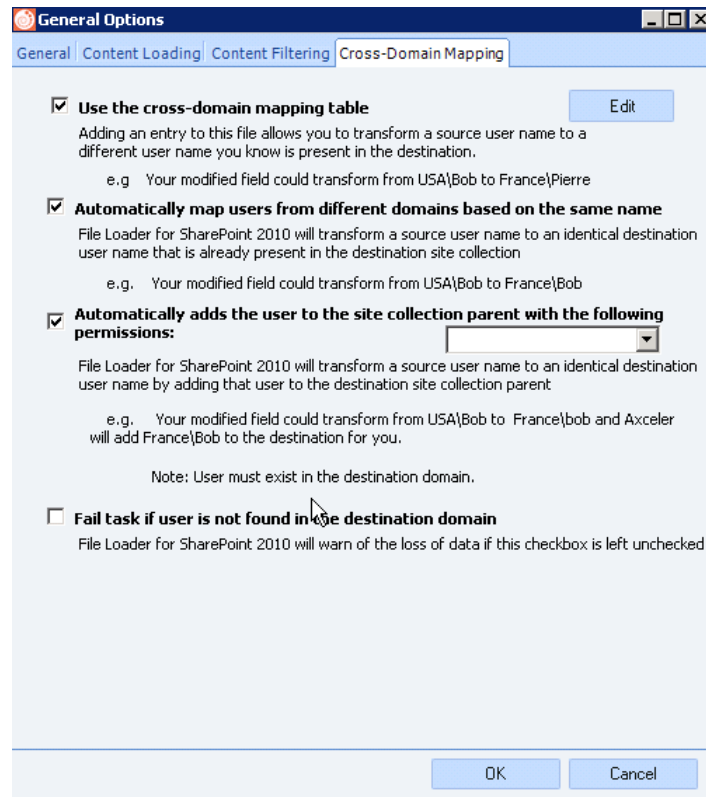 General Options
General Content Loading Content Filtering Cross-Domain Mapping
Use the cross-domain mapping table Edit
Adding an entry to this file allows you to transform a source user name to a
different user name you know is present in the destination.
e.g Your modified field could transform from USA\Bob to France\Pierre
Automatically map users from different domains based on the same name
File Loader for SharePoint 2010 will transform a source user name to an identical destination
user name that is already present in the destination site collection
e.g. Your modified field could transform from USA\Bob to France\Bob
Automatically adds the user to the site collection parent with the following
permissions:
File Loader for SharePoint 2010 will transform a source user name to an identical destination
user name by adding that user to the destination site collection parent
e.g. Your modified field could transform from USA\Bob to France\bob and Axceler
will add France\Bob to the destination for you.
Note: User must exist in the destination domain.
Fail task if user is not found in the destination domain
File Loader for SharePoint 2010 will warn of the loss of data if this checkbox is left unchecked
OK Cancel